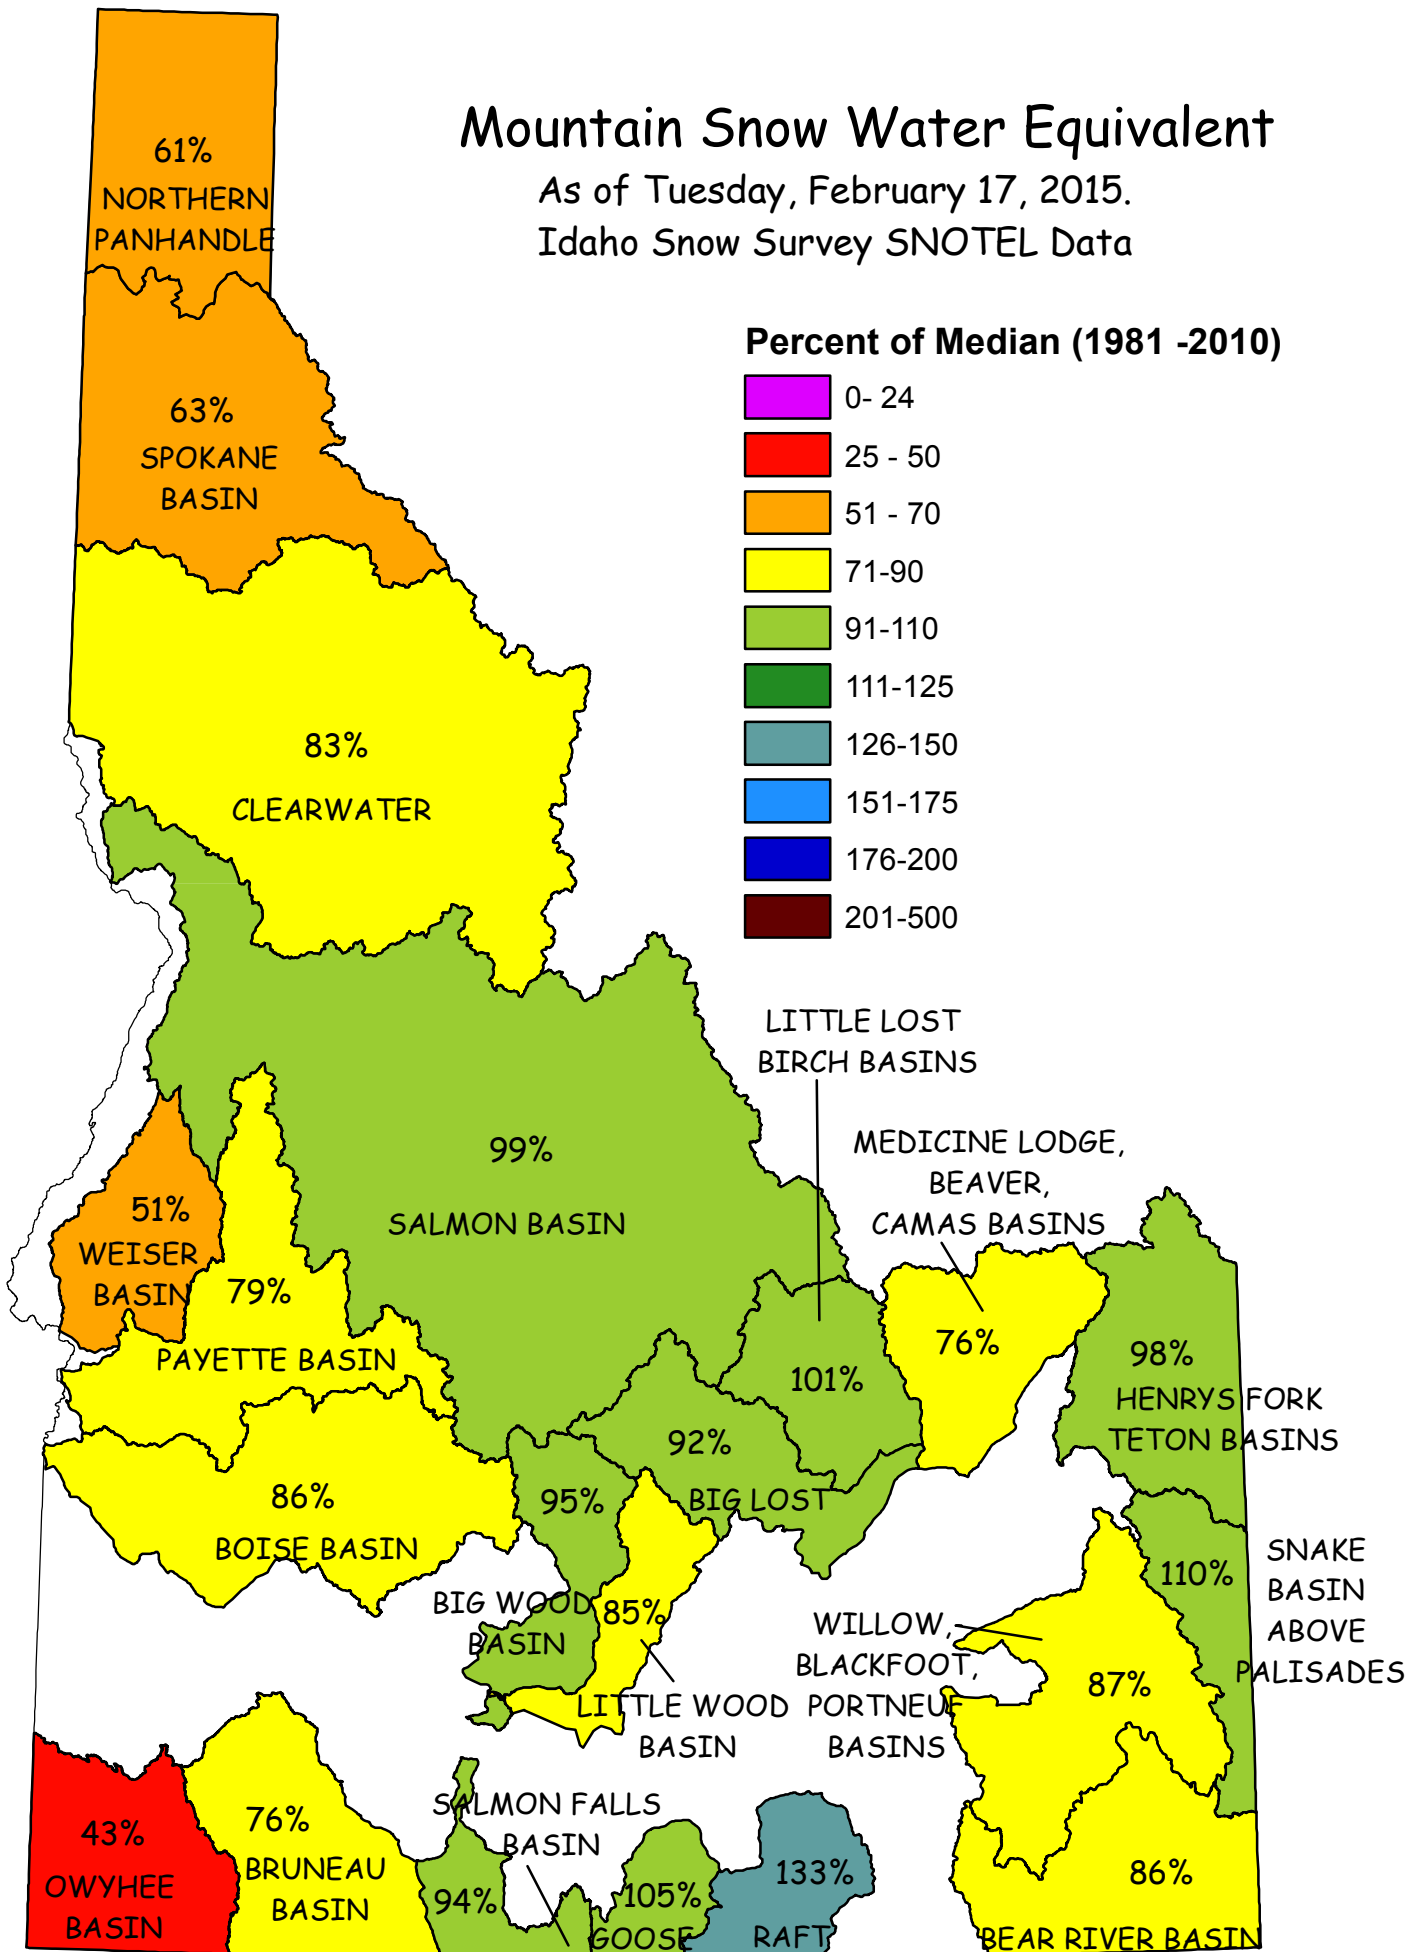 Mountain Snow Water Equivalent
As of Tuesday, February 17, 2015.
Idaho Snow Survey SNOTEL Data
Percent of Median (1981 -2010)
0- 24
25 - 50
51 - 70
71-90
91-110
111-125
126-150
151-175
176-200
201-500
61%
NORTHERN
PANHANDLE
63%
SPOKANE
BASIN
83%
CLEARWATER
LITTLE LOST
BIRCH BASINS
MEDICINE LODGE,
BEAVER,
CAMAS BASINS
99%
SALMON BASIN
51%
WEISER
BASIN
79%
PAYETTE BASIN
101%
76%
98%
HENRYS FORK
TETON BASINS
92%
BIG LOST
86%
BOISE BASIN
95%
BIG WOOD
BASIN
85%
LITTLE WOOD
BASIN
110%
SNAKE
BASIN
ABOVE
PALISADES
WILLOW,
BLACKFOOT,
PORTNEUF
BASINS
87%
43%
OWYHEE
BASIN
76%
BRUNEAU
BASIN
SALMON FALLS
BASIN
94%
105%
GOOSE
133%
RAFT
86%
BEAR RIVER BASIN